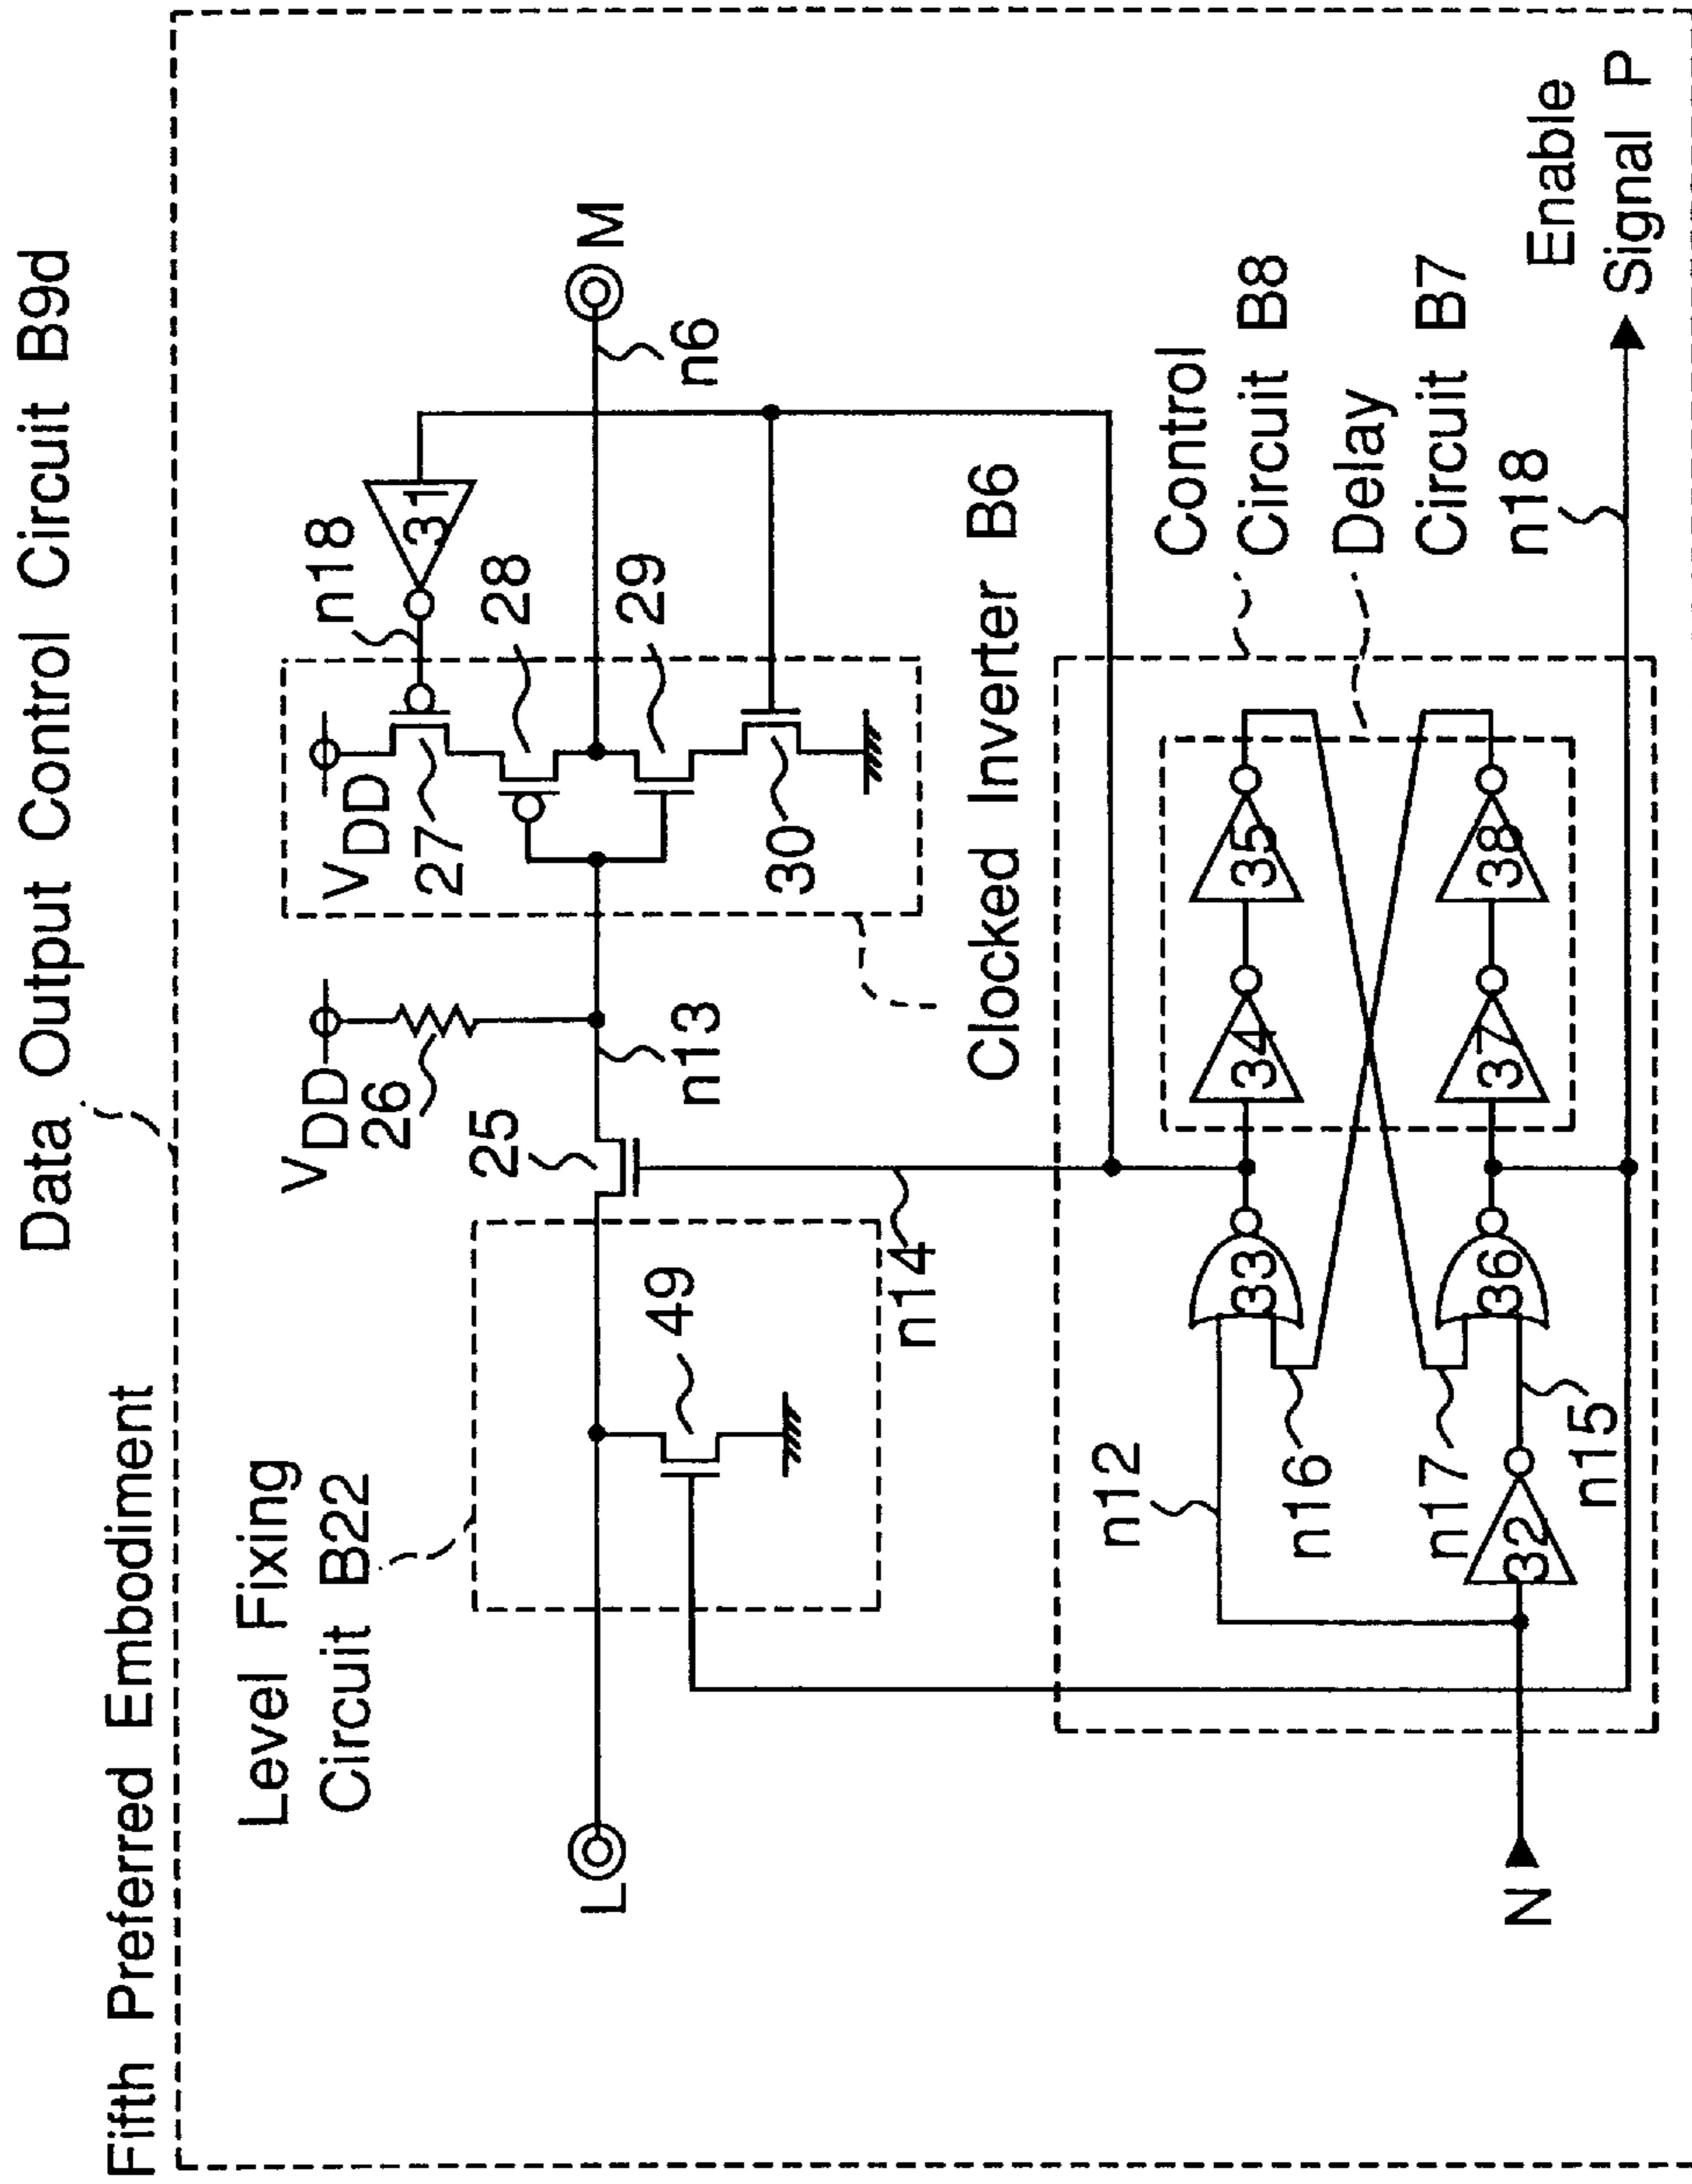 Data Output Control Circuit B9d
Fifth Preferred Embodiment
Level Fixing
Circuit B22
VDD
26
VDD
27
n18
31
28
29
30
25
n13
n6
L
M
49
n14
Clocked Inverter B6
Control
Circuit B8
Delay
Circuit B7
n18
n12
n16
33
34
35
n17
32
n15
36
37
38
N
Enable
Signal P